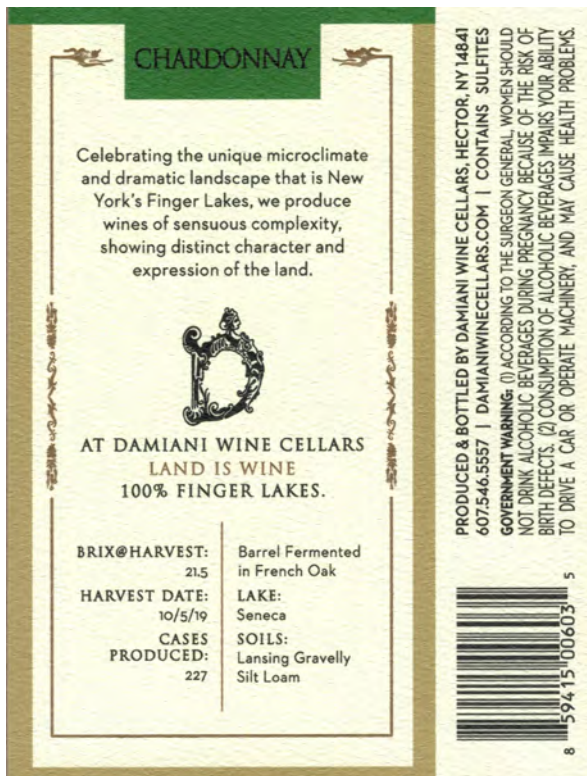 CHARDONNAY
Celebrating the unique microclimate
and dramatic landscape that is New
York's Finger Lakes, we produce
wines of sensuous complexity,
showing distinct character and
expression of the land.
D
AT DAMIANI WINE CELLARS
LAND IS WINE
100% FINGER LAKES.
BRIX@HARVEST:
21.5
HARVEST DATE:
10/5/19
CASES
PRODUCED:
227
Barrel Fermented
in French Oak
LAKE:
Seneca
SOILS:
Lansing Gravelly
Silt Loam
PRODUCED & BOTTLED BY DAMIANI WINE CELLARS, HECTOR, NY 14841
607.546.5557 | DAMIANIWINECELLARS.COM | CONTAINS SULFITES
GOVERNMENT WARNING: (1) ACCORDING TO THE SURGEON GENERAL, WOMEN SHOULD
NOT DRINK ALCOHOLIC BEVERAGES DURING PREGNANCY BECAUSE OF THE RISK OF
BIRTH DEFECTS. (2) CONSUMPTION OF ALCOHOLIC BEVERAGES IMPAIRS YOUR ABILITY
TO DRIVE A CAR OR OPERATE MACHINERY, AND MAY CAUSE HEALTH PROBLEMS.
8 59415 00603 5